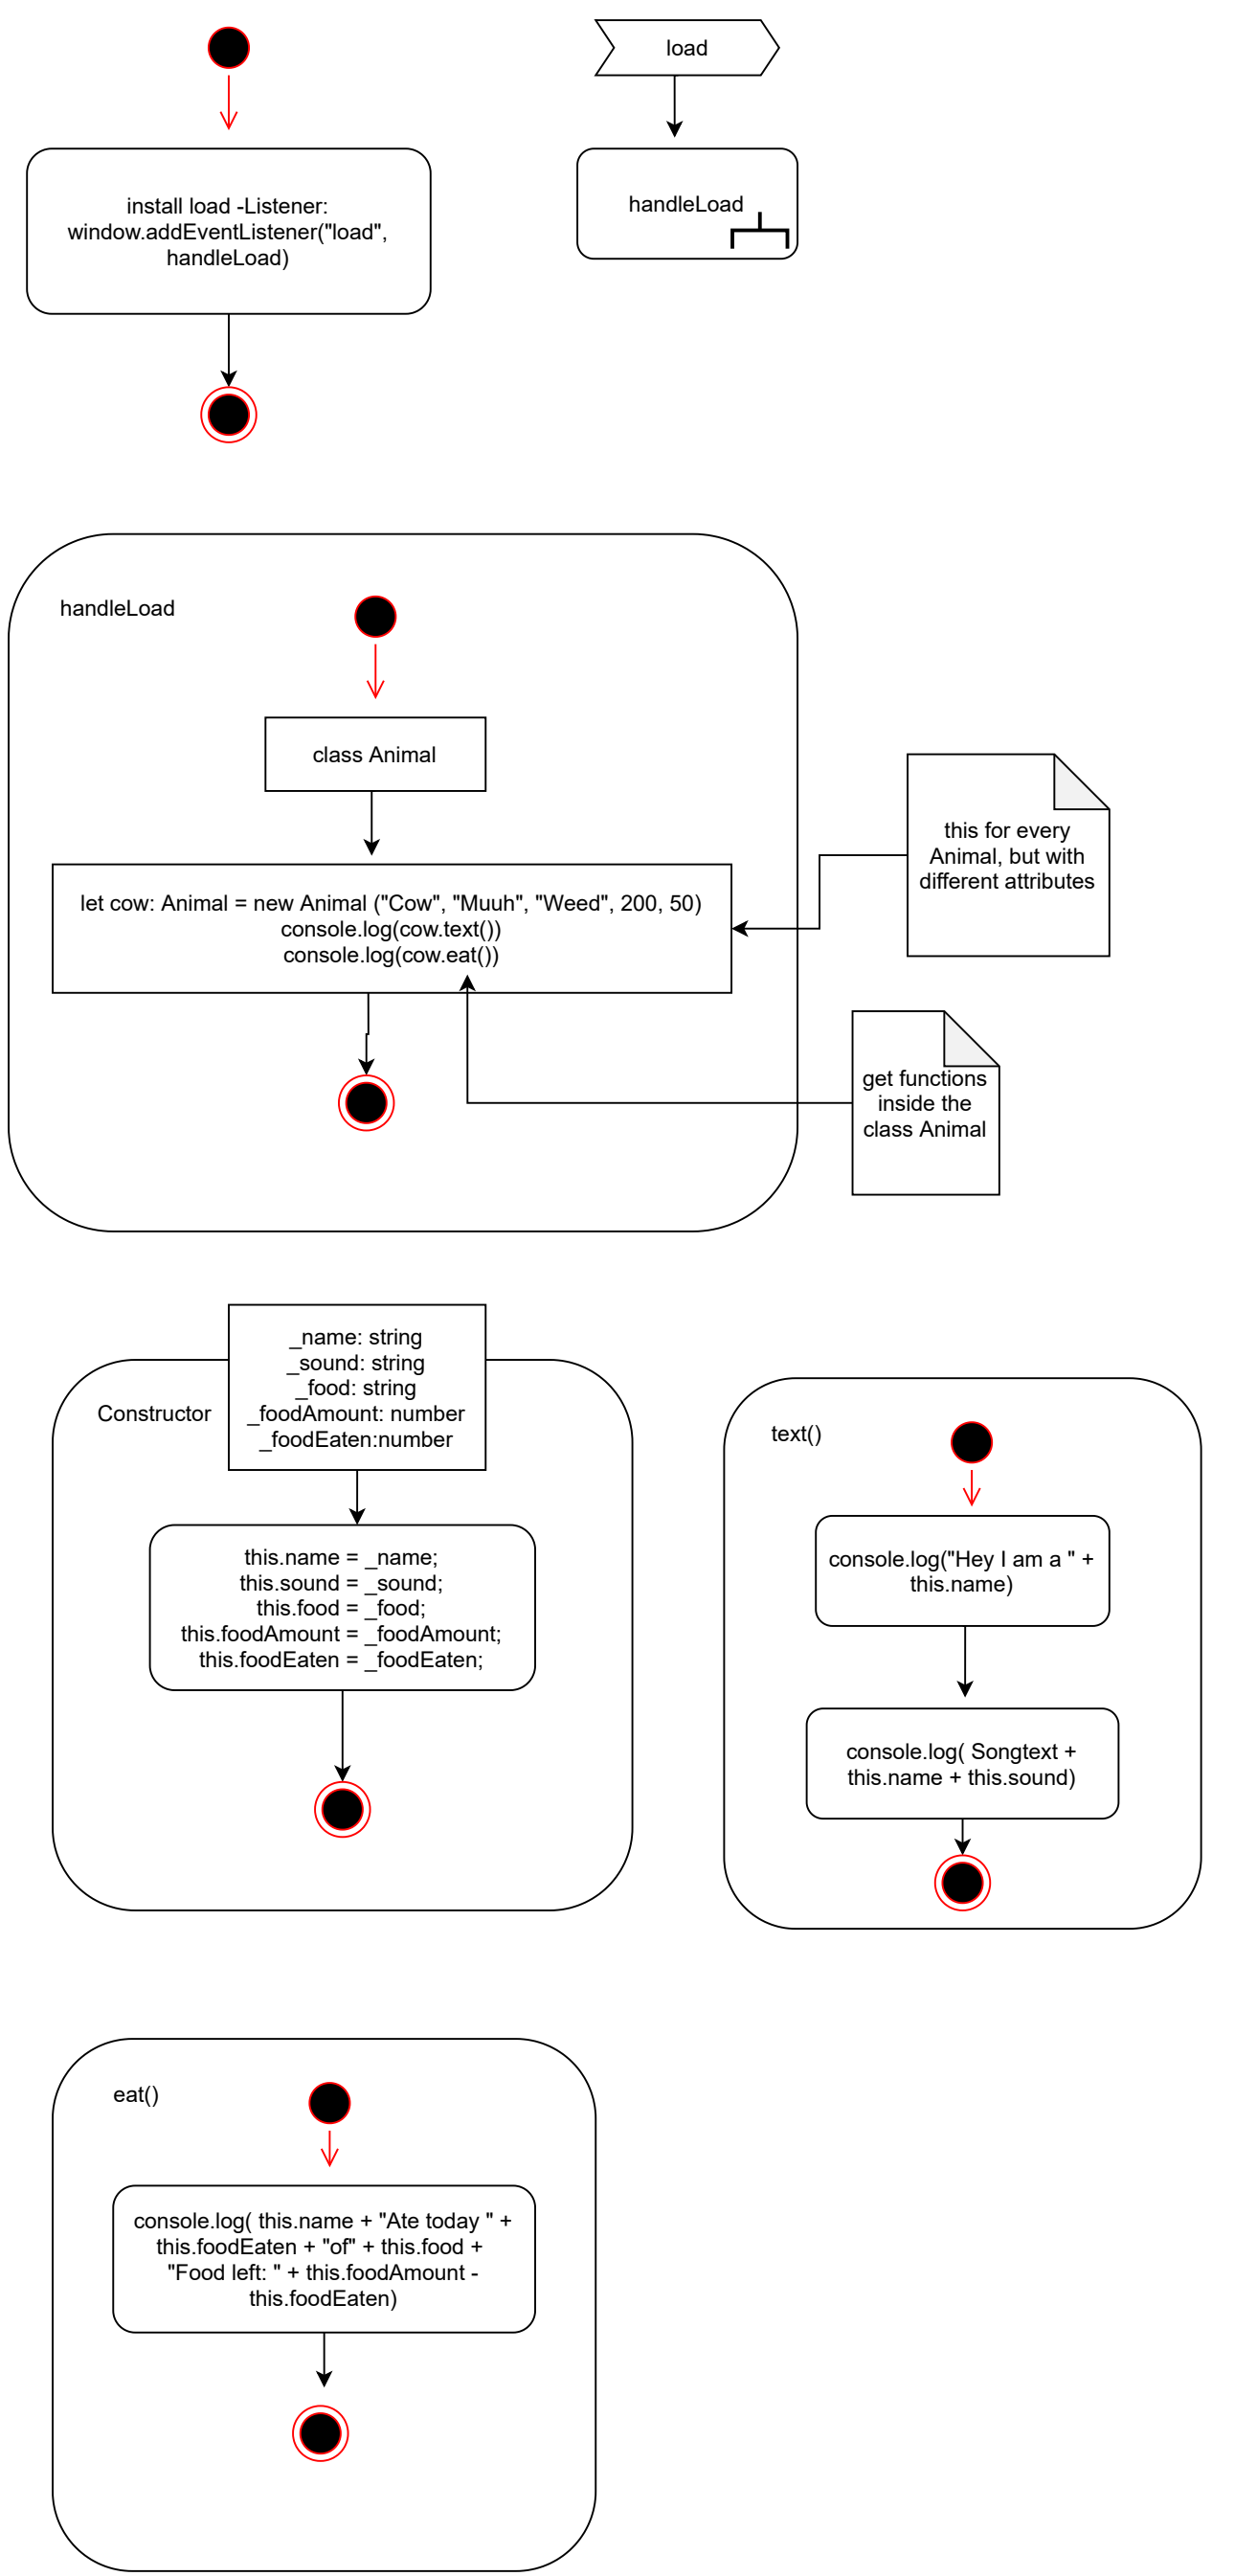 load
install load -Listener:
window.addEventListener("load",
handleLoad)
handleLoad
handleLoad
class Animal
let cow: Animal = new Animal ("Cow", "Muuh", "Weed", 200, 50)
console.log(cow.text())
console.log(cow.eat())
this for every
Animal, but with
different attributes
get functions
inside the
class Animal
_name: string
_sound: string
_food: string
_foodAmount: number
_foodEaten:number
Constructor
this.name = _name;
this.sound = _sound;
this.food = _food;
this.foodAmount = _foodAmount;
this.foodEaten = _foodEaten;
text()
console.log("Hey I am a " +
this.name)
console.log( Songtext +
this.name + this.sound)
eat()
console.log( this.name + "Ate today " +
this.foodEaten + "of" + this.food +
"Food left: " + this.foodAmount -
this.foodEaten)